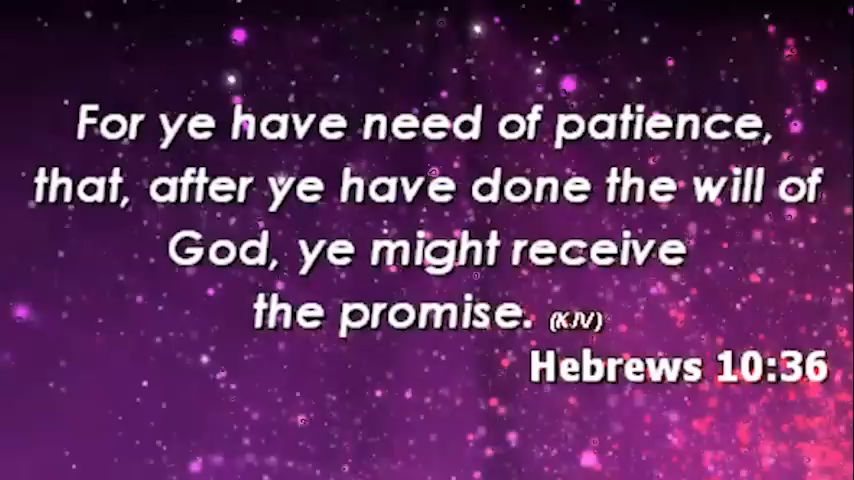 For ye have need of patience,
that, after ye have done the will of
God, ye might receive
the promise. (KJV)
Hebrews 10:36